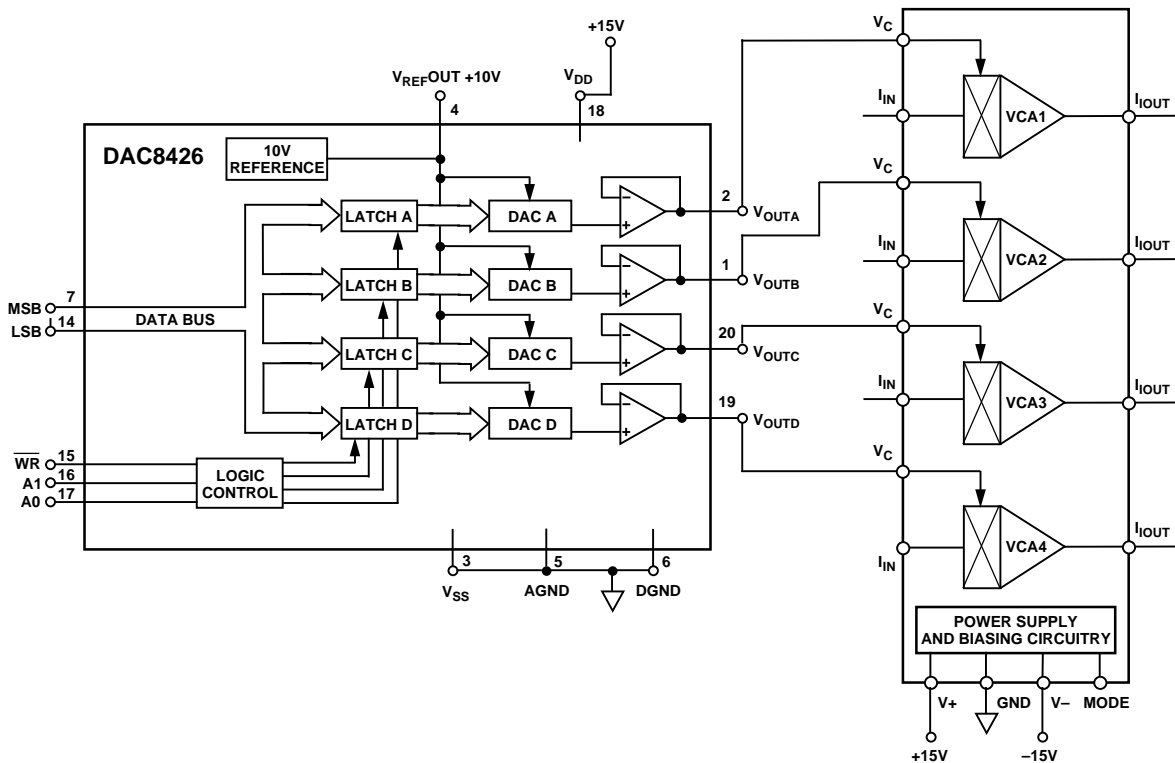 +15V
V_REFOUT +10V
V_DD
4
18
DAC8426
10V
REFERENCE
LATCH A
DAC A
−
+
2
V_OUTA
LATCH B
DAC B
−
+
1
V_OUTB
MSB
7
LSB
14
DATA BUS
LATCH C
DAC C
−
+
20
V_OUTC
LATCH D
DAC D
−
+
19
V_OUTD
WR
15
A1
16
A0
17
LOGIC
CONTROL
3
5
6
V_SS
AGND
DGND
V_C
I_IN
VCA1
I_IOUT
V_C
I_IN
VCA2
I_IOUT
V_C
I_IN
VCA3
I_IOUT
V_C
I_IN
VCA4
I_IOUT
POWER SUPPLY
AND BIASING CIRCUITRY
V+
GND
V–
MODE
+15V
–15V